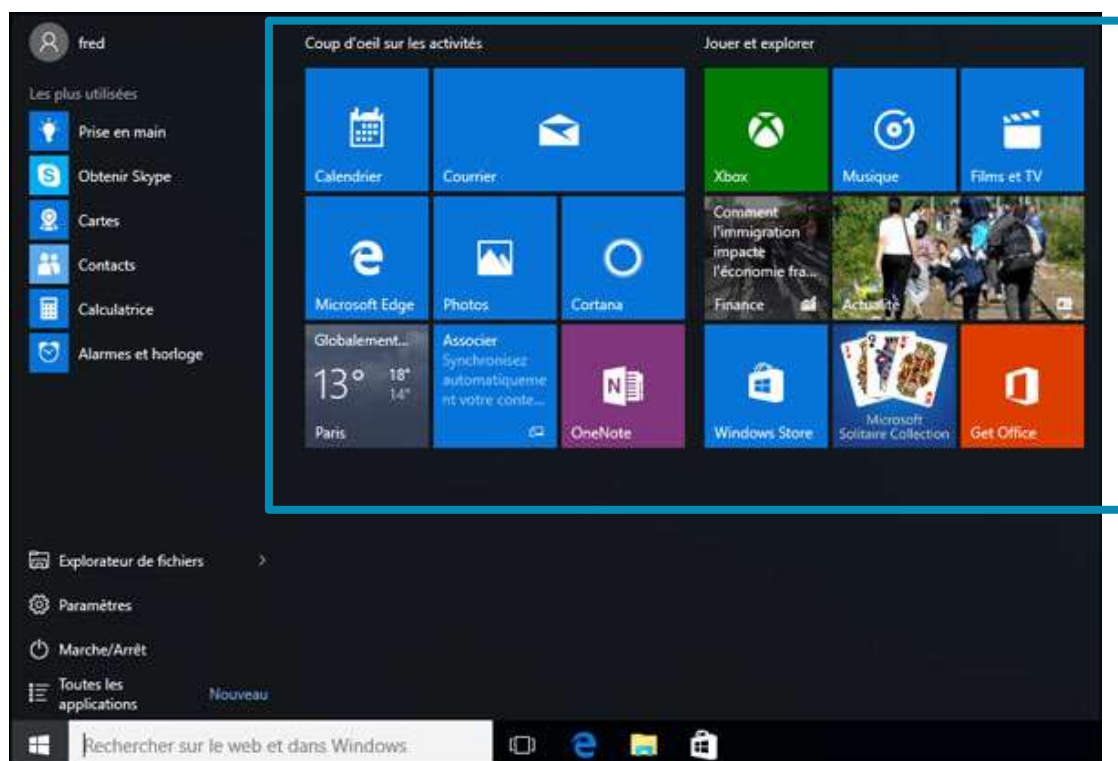 fred
Les plus utilisées
Prise en main
Obtenir Skype
Cartes
Contacts
Calculatrice
Alarmes et horloge
Explorateur de fichiers
Paramètres
Marche/Arrêt
Toutes les
applications
Nouveau
Coup d'oeil sur les activités
Calendrier
Courrier
Microsoft Edge
Photos
Cortana
Globalement...
13° 18°
14°
Paris
Associer
Synchronisez
automatiqueme
nt votre conte...
N
OneNote
Jouer et explorer
Xbox
Musique
Films et TV
Comment
l'immigration
impacte
l'économie fra...
Finance
Actualité
Windows Store
Microsoft
Solitaire Collection
Get Office
Rechercher sur le web et dans Windows